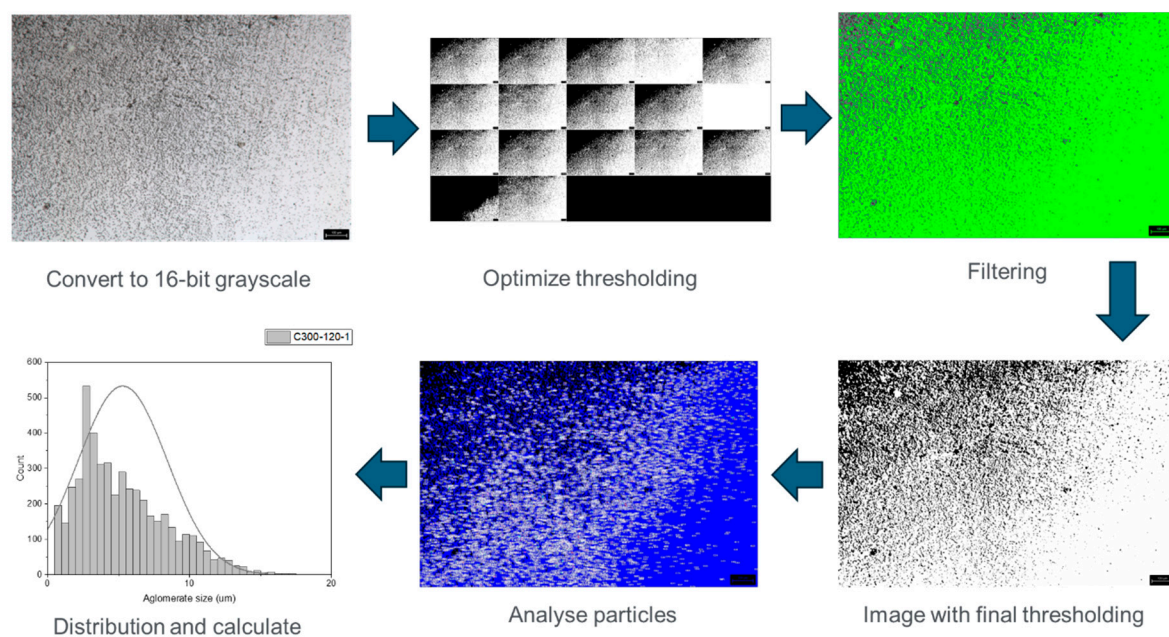 Convert to 16-bit grayscale
Optimize thresholding
Filtering
C300-120-1
600
500
400
300
200
100
0
Count
0
10
20
Aglomerate size (um)
Distribution and calculate
Analyse particles
Image with final thresholding